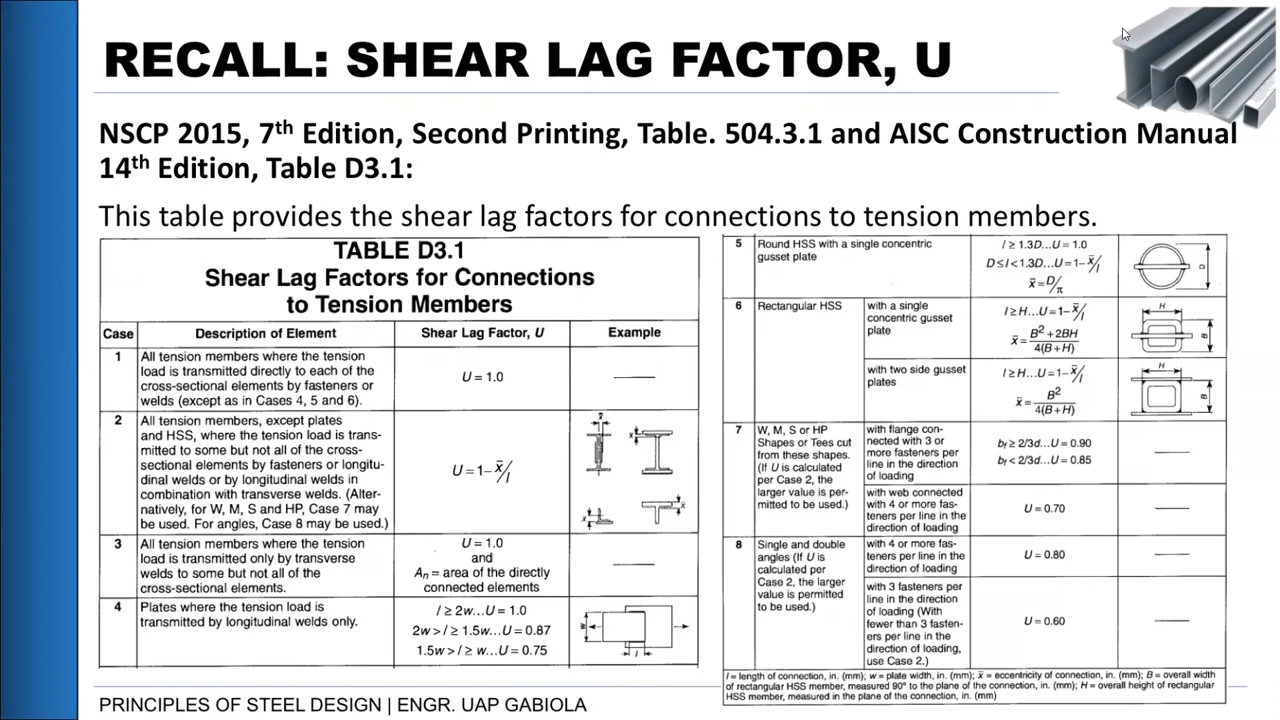 RECALL: SHEAR LAG FACTOR, U
NSCP 2015, 7th Edition, Second Printing, Table. 504.3.1 and AISC Construction Manual
14th Edition, Table D3.1:
This table provides the shear lag factors for connections to tension members.
TABLE D3.1
Shear Lag Factors for Connections
to Tension Members
Case Description of Element Shear Lag Factor, U Example
1 All tension members where the tension
load is transmitted directly to each of the
cross-sectional elements by fasteners or
welds (except as in Cases 4, 5 and 6).
U = 1.0
2 All tension members, except plates
and HSS, where the tension load is trans-
mitted to some but not all of the cross-
sectional elements by fasteners or longitu-
dinal welds or by longitudinal welds in
combination with transverse welds. (Alter-
natively, for W, M, S and HP, Case 7 may
be used. For angles, Case 8 may be used.)
U = 1 – x̄/l
x̄
x̄
x̄
x̄
3 All tension members where the tension
load is transmitted only by transverse
welds to some but not all of the
cross-sectional elements.
U = 1.0
and
An = area of the directly
connected elements
4 Plates where the tension load is
transmitted by longitudinal welds only.
l ≥ 2w...U = 1.0
2w > l ≥ 1.5w...U = 0.87
1.5w > l ≥ w...U = 0.75
w
l
5 Round HSS with a single concentric
gusset plate
l ≥ 1.3D...U = 1.0
D ≤ l < 1.3D...U = 1 – x̄/l
x̄ = D/π
D
6 Rectangular HSS
with a single
concentric gusset
plate
l ≥ H...U = 1 – x̄/l
x̄ = B² + 2BH / 4(B + H)
H
B
with two side gusset
plates
l ≥ H...U = 1 – x̄/l
x̄ = B² / 4(B + H)
H
B
7 W, M, S or HP
Shapes or Tees cut
from these shapes.
(If U is calculated
per Case 2, the
larger value is per-
mitted to be used.)
with flange con-
nected with 3 or
more fasteners per
line in the direction
of loading
bf ≥ 2/3d...U = 0.90
bf < 2/3d...U = 0.85
with web connected
with 4 or more fas-
teners per line in the
direction of loading
U = 0.70
8 Single and double
angles (If U is
calculated per
Case 2, the larger
value is permitted
to be used.)
with 4 or more fas-
teners per line in the
direction of loading
U = 0.80
with 3 fasteners per
line in the direction
of loading (With
fewer than 3 fasten-
ers per line in the
direction of loading,
use Case 2.)
U = 0.60
l = length of connection, in. (mm); w = plate width, in. (mm); x̄ = eccentricity of connection, in. (mm); B = overall width
of rectangular HSS member, measured 90° to the plane of the connection, in. (mm); H = overall height of rectangular
HSS member, measured in the plane of the connection, in. (mm)
PRINCIPLES OF STEEL DESIGN | ENGR. UAP GABIOLA